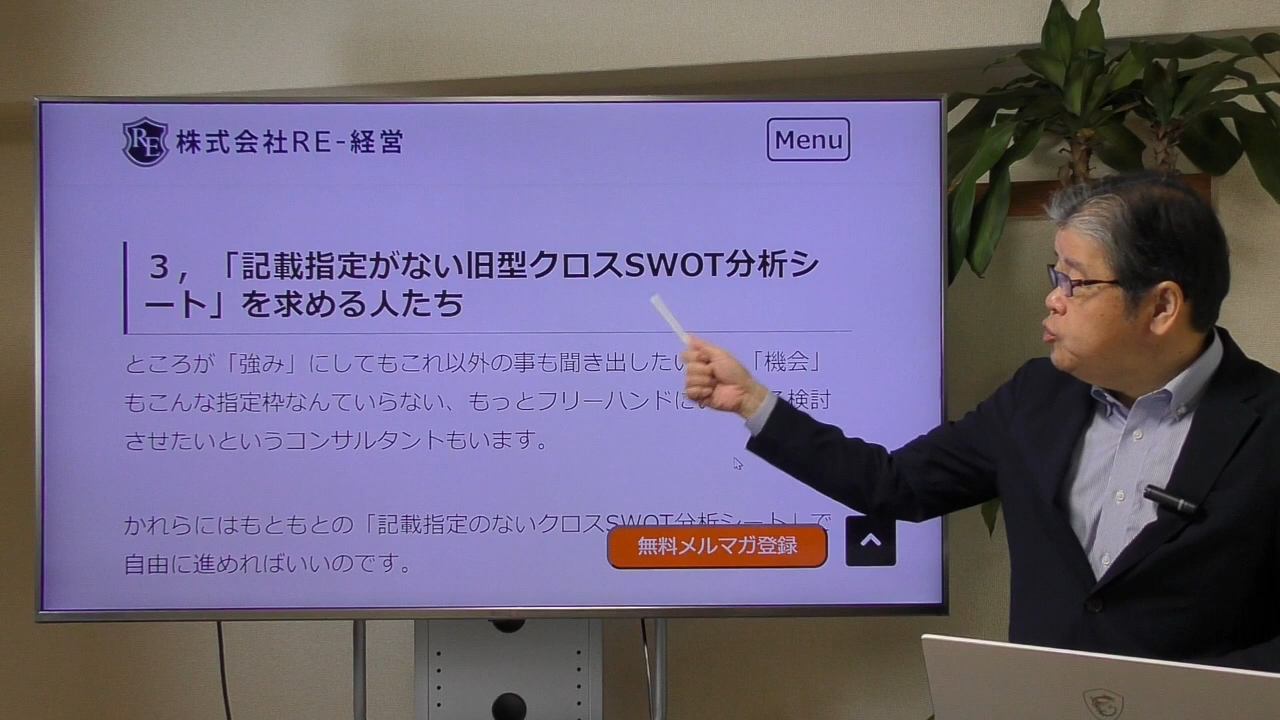 RE 株式会社RE-経営
Menu
３，「記載指定がない旧型クロスSWOT分析シ
ート」を求める人たち
ところが「強み」にしてもこれ以外の事も聞き出したい 「機会」
もこんな指定枠なんていらない、もっとフリーハンドに 検討
させたいというコンサルタントもいます。
かれらにはもともとの「記載指定のないクロスSWOT分析シート」で
無料メルマガ登録
自由に進めればいいのです。